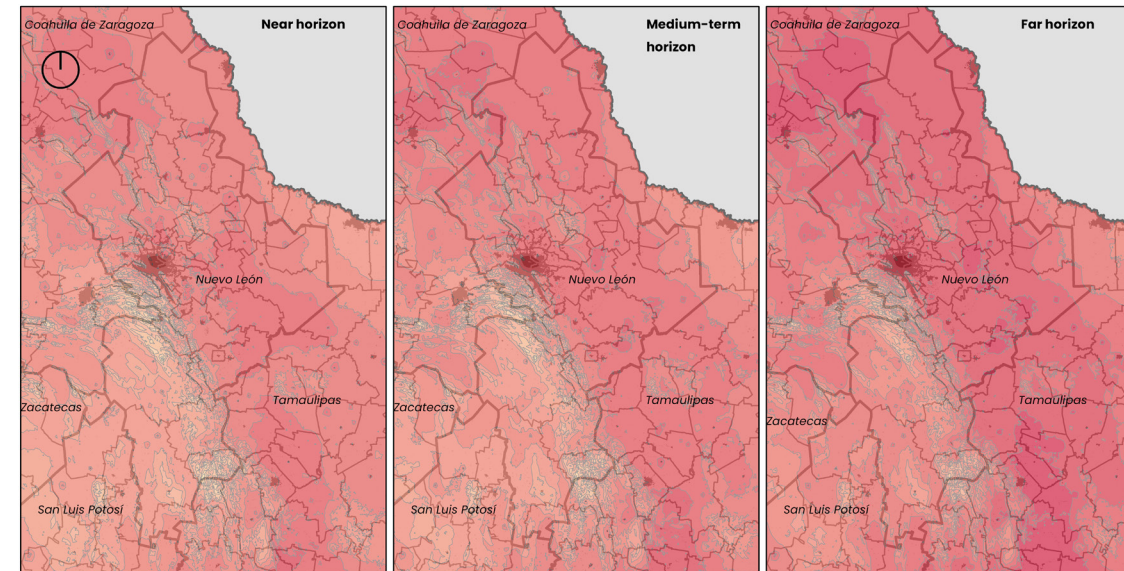 Coahuila de Zaragoza
Near horizon
Nuevo León
Tamaulipas
Zacatecas
San Luis Potosí
Coahuila de Zaragoza
Medium-term
horizon
Nuevo León
Tamaulipas
Zacatecas
San Luis Potosí
Coahuila de Zaragoza
Far horizon
Nuevo León
Tamaulipas
Zacatecas
San Luis Potosí